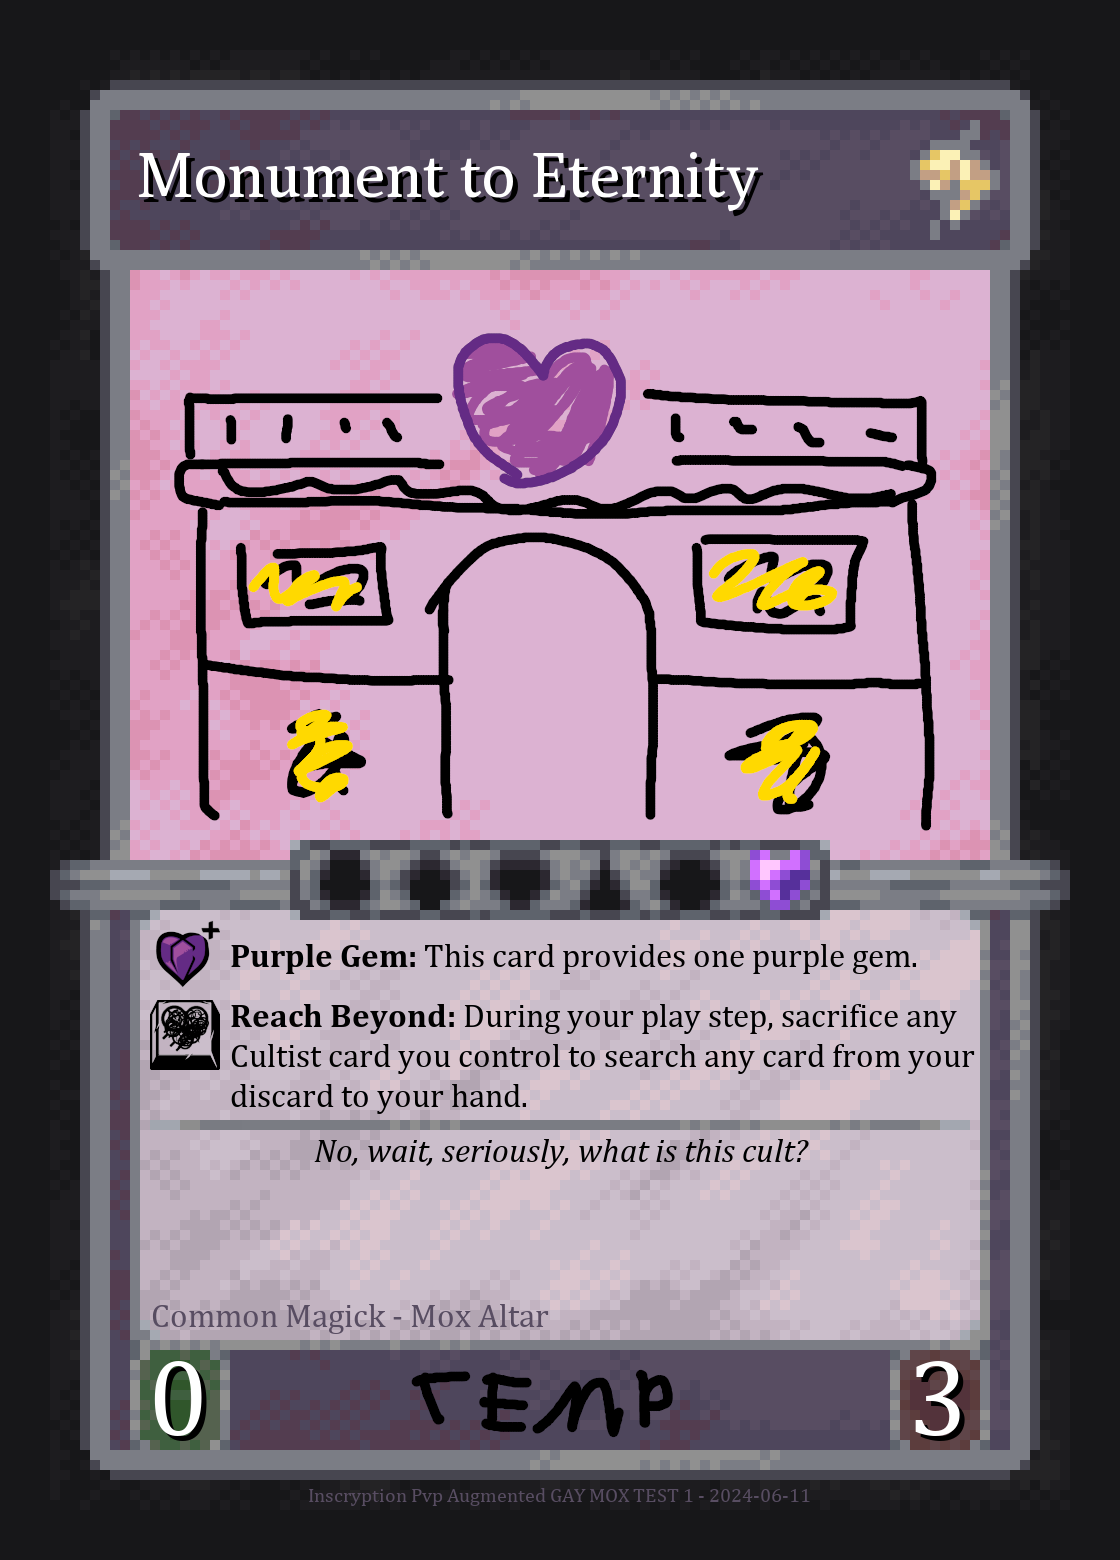 Monument to Eternity
Purple Gem: This card provides one purple gem.
Reach Beyond: During your play step, sacrifice any
Cultist card you control to search any card from your
discard to your hand.
No, wait, seriously, what is this cult?
Common Magick - Mox Altar
0 TEMP 3
Inscryption Pvp Augmented GAY MOX TEST 1 - 2024-06-11